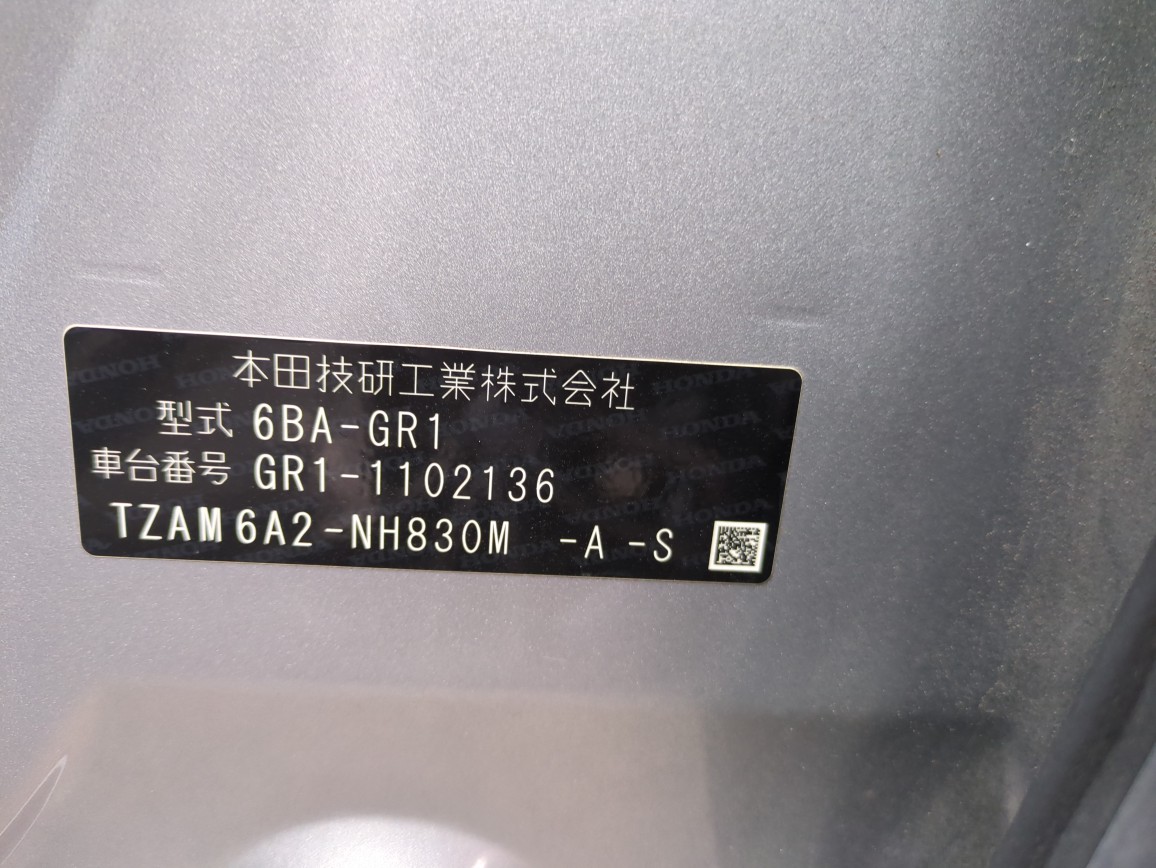 本田技研工業株式会社
型式 6BA-GR1
車台番号 GR1-1102136
TZAM6A2-NH830M -A -S